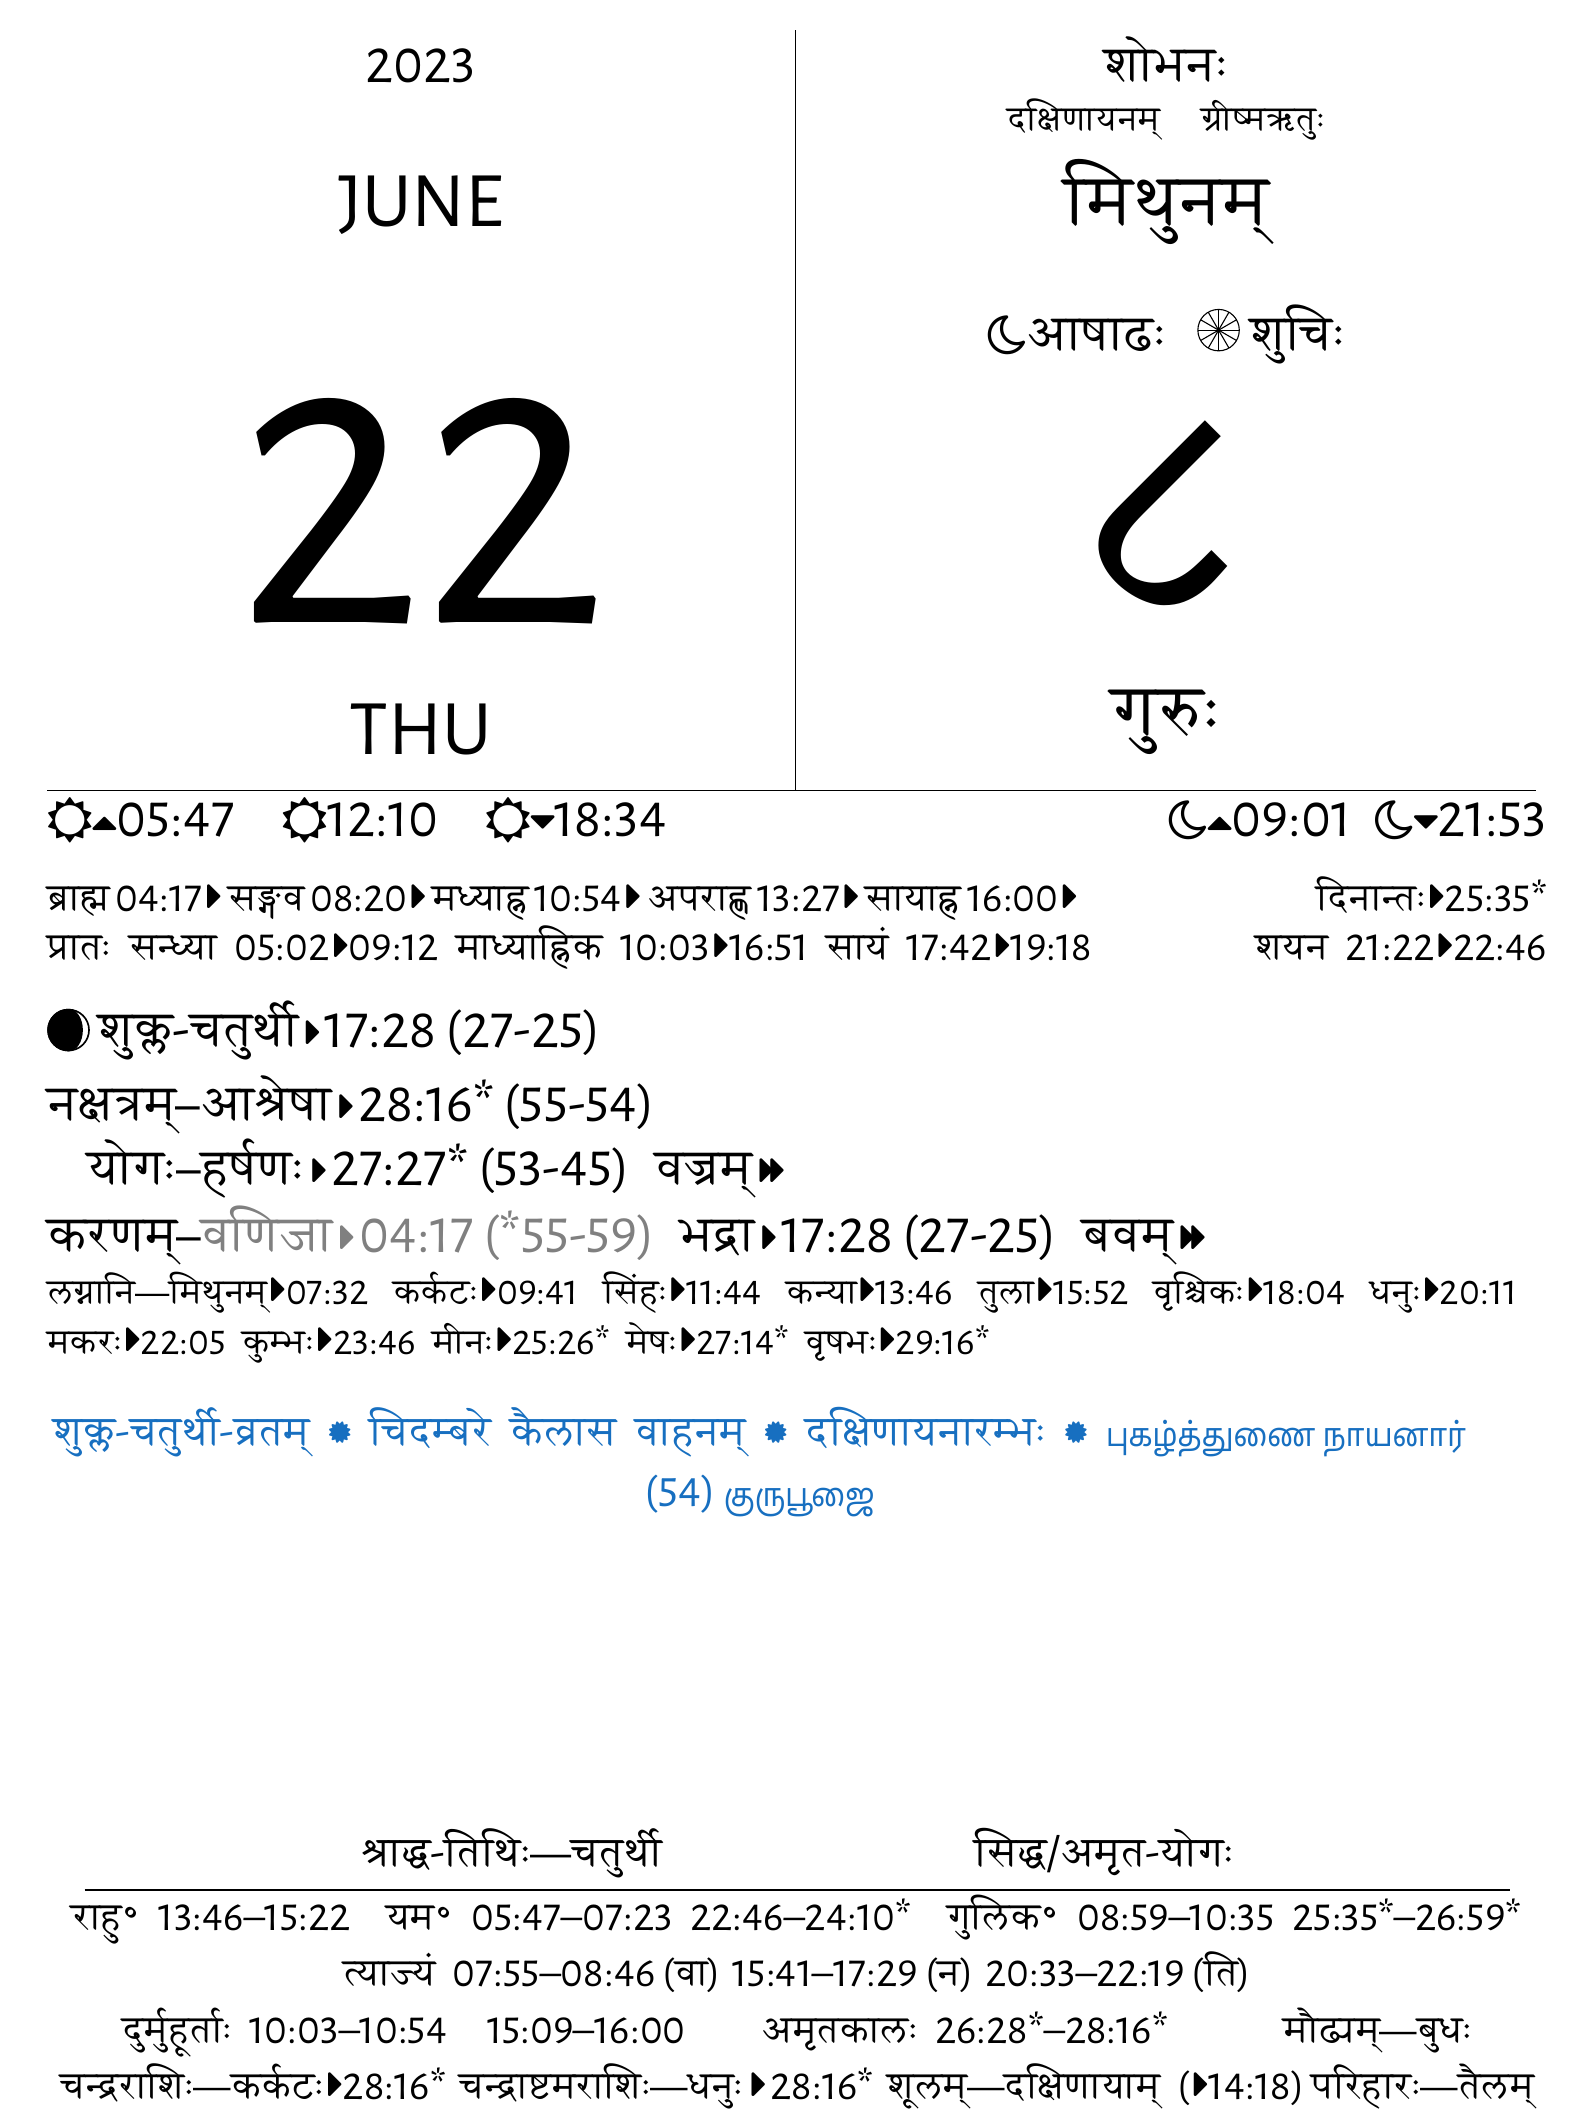 2023
JUNE
22
THU
शोभनः
दक्षिणायनम् ग्रीष्मऋतुः
मिथुनम्
आषाढः शुचिः
८
गुरुः
05:47 12:10 18:34 09:01 21:53
ब्राह्म 04:17 सङ्गव 08:20 मध्याह्न 10:54 अपराह्ण 13:27 सायाह्न 16:00 दिनान्तः 25:35*
प्रातः सन्ध्या 05:02 09:12 माध्याह्निक 10:03 16:51 सायं 17:42 19:18 शयन 21:22 22:46
शुक्ल-चतुर्थी 17:28 (27-25)
नक्षत्रम्–आश्रेषा 28:16* (55-54)
योगः–हर्षणः 27:27* (53-45) वज्रम्
करणम्–वणिजा 04:17 (*55-59) भद्रा 17:28 (27-25) बवम्
लग्नानि—मिथुनम् 07:32 कर्कटः 09:41 सिंहः 11:44 कन्या 13:46 तुला 15:52 वृश्चिकः 18:04 धनुः 20:11
मकरः 22:05 कुम्भः 23:46 मीनः 25:26* मेषः 27:14* वृषभः 29:16*
शुक्ल-चतुर्थी-व्रतम् चिदम्बरे कैलास वाहनम् दक्षिणायनारम्भः புகழ்த்துணை நாயனார்
(54) குருபூஜை
श्राद्ध-तिथिः—चतुर्थी सिद्ध/अमृत-योगः
राहु° 13:46–15:22 यम° 05:47–07:23 22:46–24:10* गुलिक° 08:59–10:35 25:35*–26:59*
त्याज्यं 07:55–08:46 (वा) 15:41–17:29 (न) 20:33–22:19 (ति)
दुर्मुहूर्ताः 10:03–10:54 15:09–16:00 अमृतकालः 26:28*–28:16* मौढ्यम्—बुधः
चन्द्रराशिः—कर्कटः 28:16* चन्द्राष्टमराशिः—धनुः 28:16* शूलम्—दक्षिणायाम् (14:18) परिहारः—तैलम्